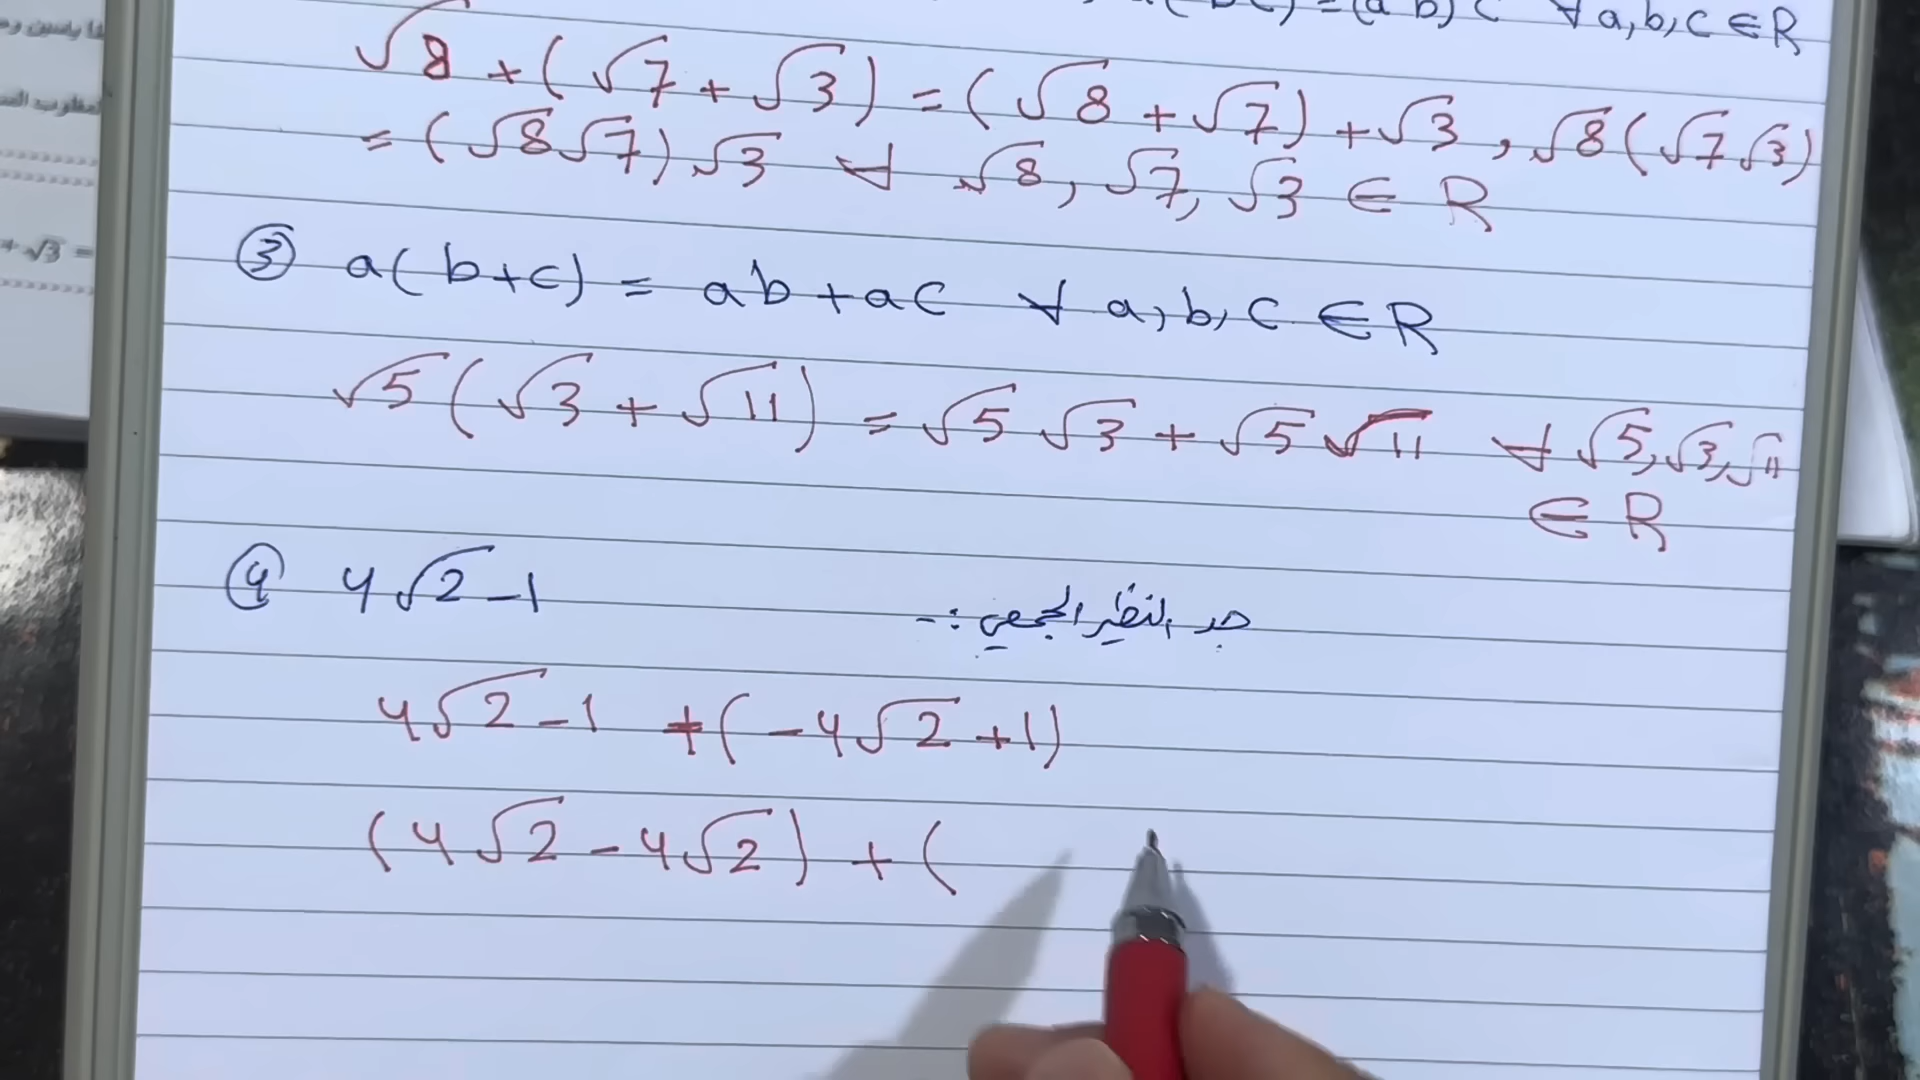 (a b) c ∀ a, b, c ∈ R
√8 + (√7 + √3) = (√8 + √7) + √3 , √8 (√7 √3)
= (√8 √7) √3 ∀ √8, √7, √3 ∈ R
③ a(b+c) = ab + ac ∀ a, b, c ∈ R
√5 (√3 + √11) = √5 √3 + √5 √11 ∀ √5, √3, √11
∈ R
④ 4√2 - 1 جد النظير الجمعي :-
4√2 - 1 + (-4√2 + 1)
(4√2 - 4√2) + (
+ √3 =